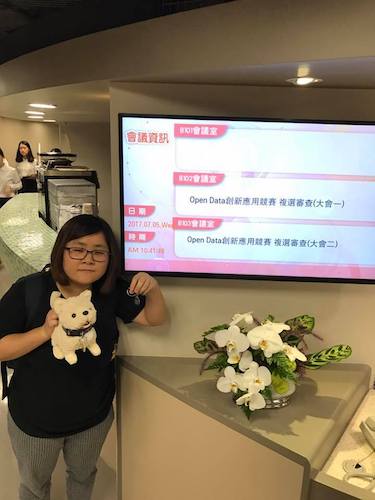 會議資訊
B101會議室
B102會議室
Open Data創新應用競賽 複選審查(大會一)
日 期
2017.07.05.Wed
B103會議室
Open Data創新應用競賽 複選審查(大會二)
時 間